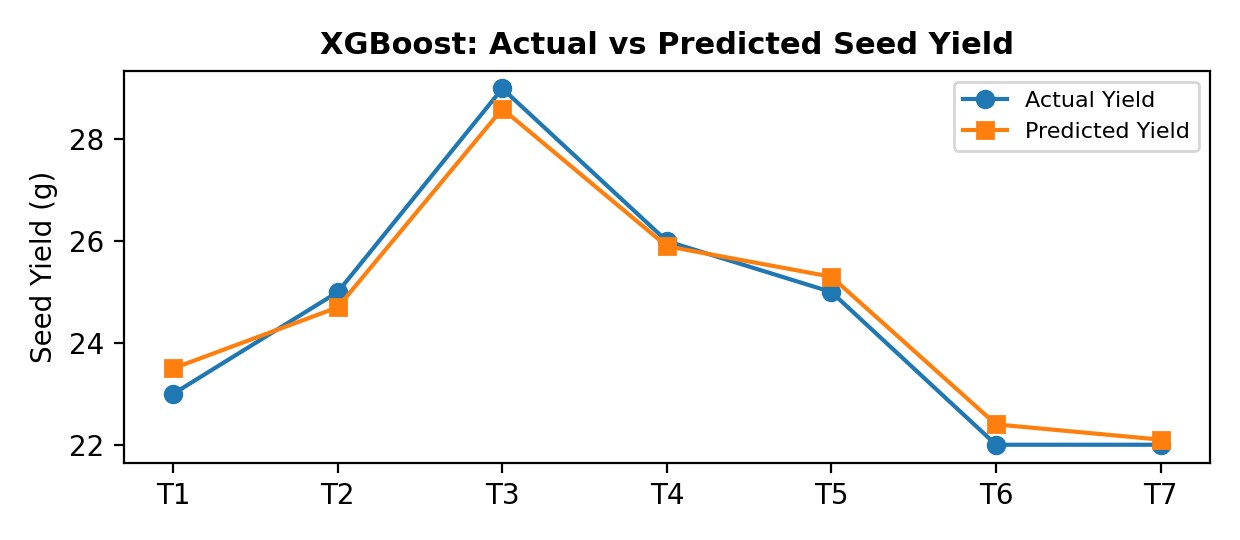 XGBoost: Actual vs Predicted Seed Yield
Actual Yield
Predicted Yield
Seed Yield (g)
28
26
24
22
T1 T2 T3 T4 T5 T6 T7